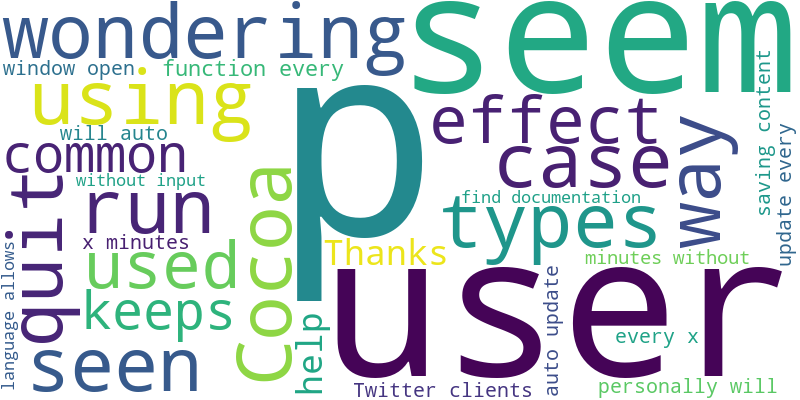 wondering
seem
window open
function every
using
p
effect
will auto
common
case
way
saving content
update every
without input
quit
run
Cocoa
find documentation
types
x minutes
Thanks
used
minutes without
user
language allows
keeps
help
auto update
every x
seen
Twitter clients
personally will